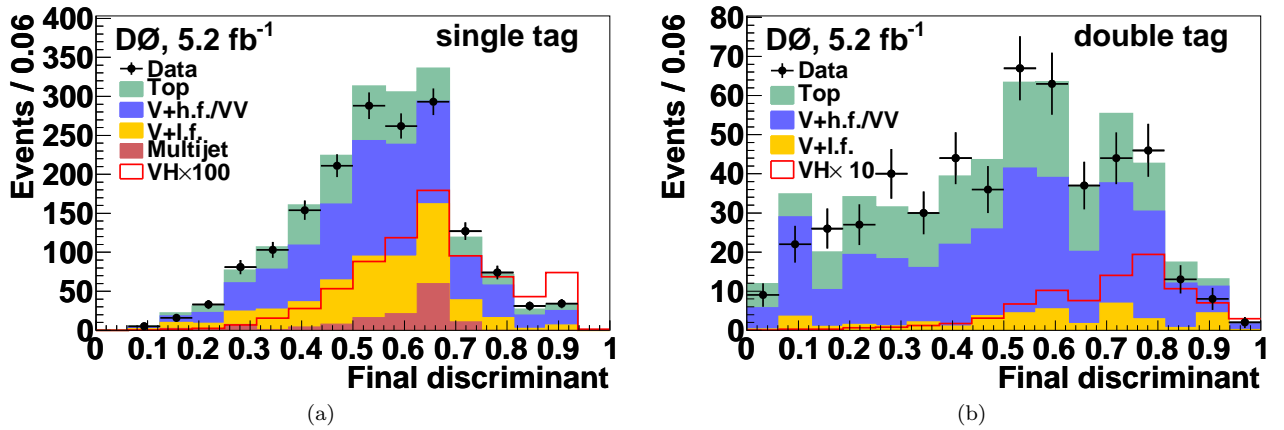 Events / 0.06
400
350
300
250
200
150
100
50
0
DØ, 5.2 fb⁻¹ single tag
Data
Top
V+h.f./VV
V+l.f.
Multijet
VH×100
0 0.1 0.2 0.3 0.4 0.5 0.6 0.7 0.8 0.9 1
Final discriminant
(a)
Events / 0.06
80
70
60
50
40
30
20
10
0
DØ, 5.2 fb⁻¹ double tag
Data
Top
V+h.f./VV
V+l.f.
VH× 10
0 0.1 0.2 0.3 0.4 0.5 0.6 0.7 0.8 0.9 1
Final discriminant
(b)